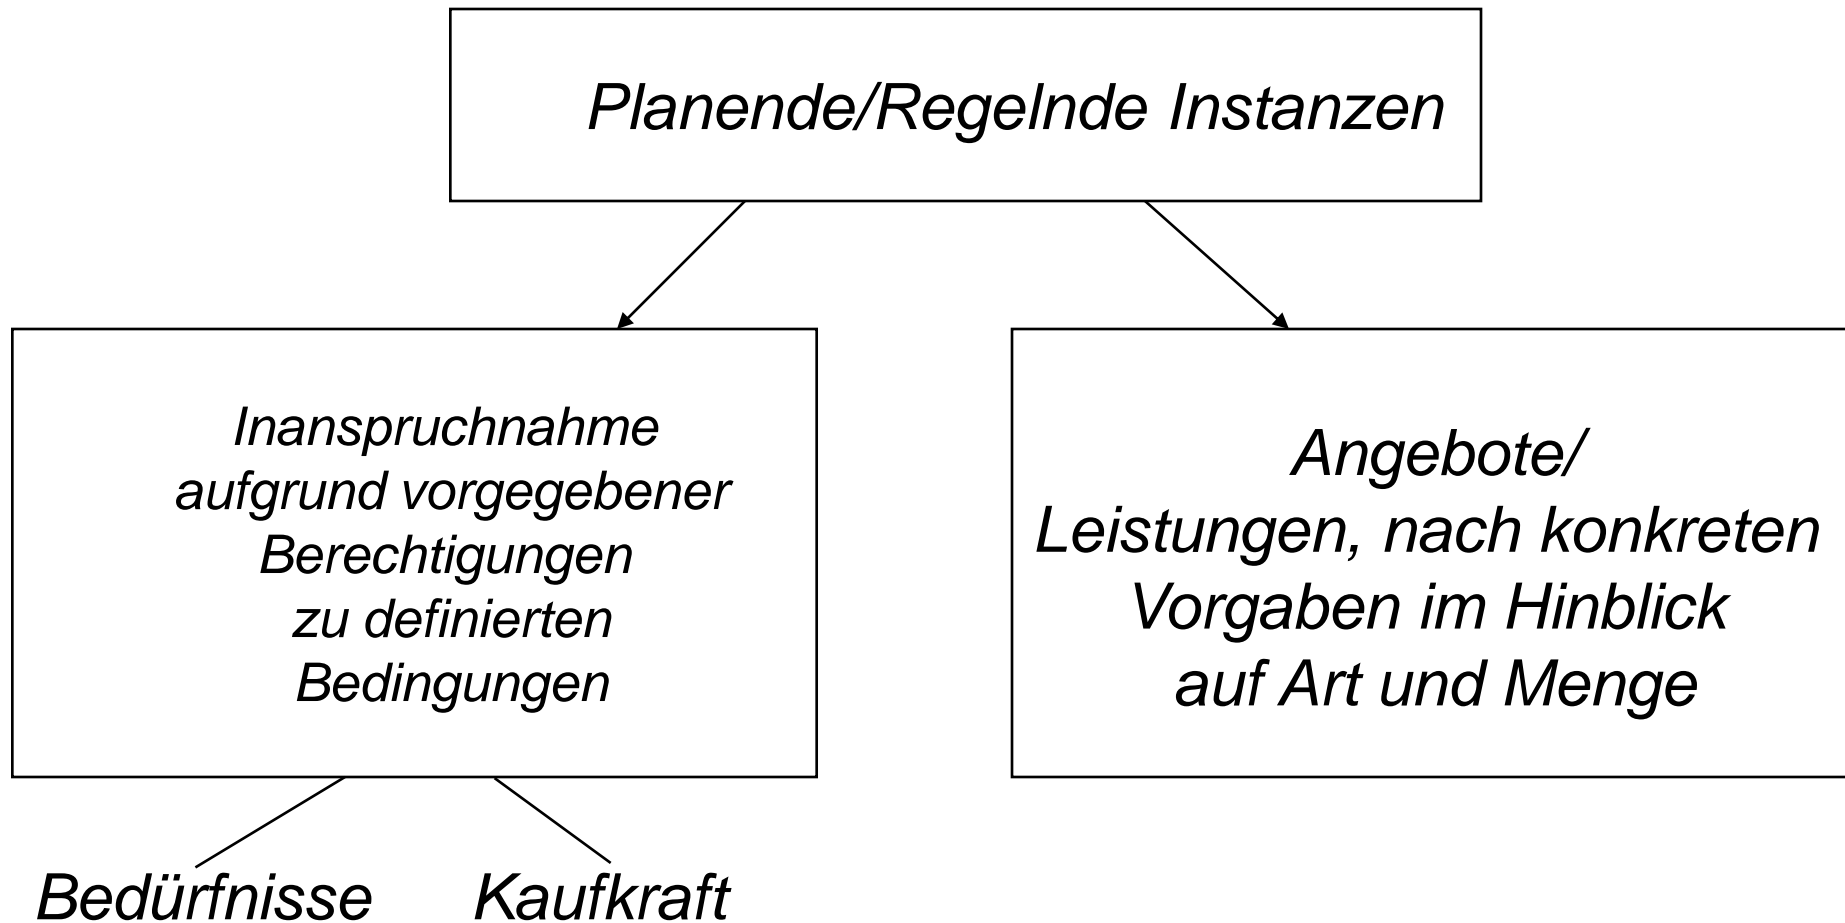 Planende/Regelnde Instanzen
Inanspruchnahme
aufgrund vorgegebener
Berechtigungen
zu definierten
Bedingungen
Angebote/
Leistungen, nach konkreten
Vorgaben im Hinblick
auf Art und Menge
Bedürfnisse
Kaufkraft